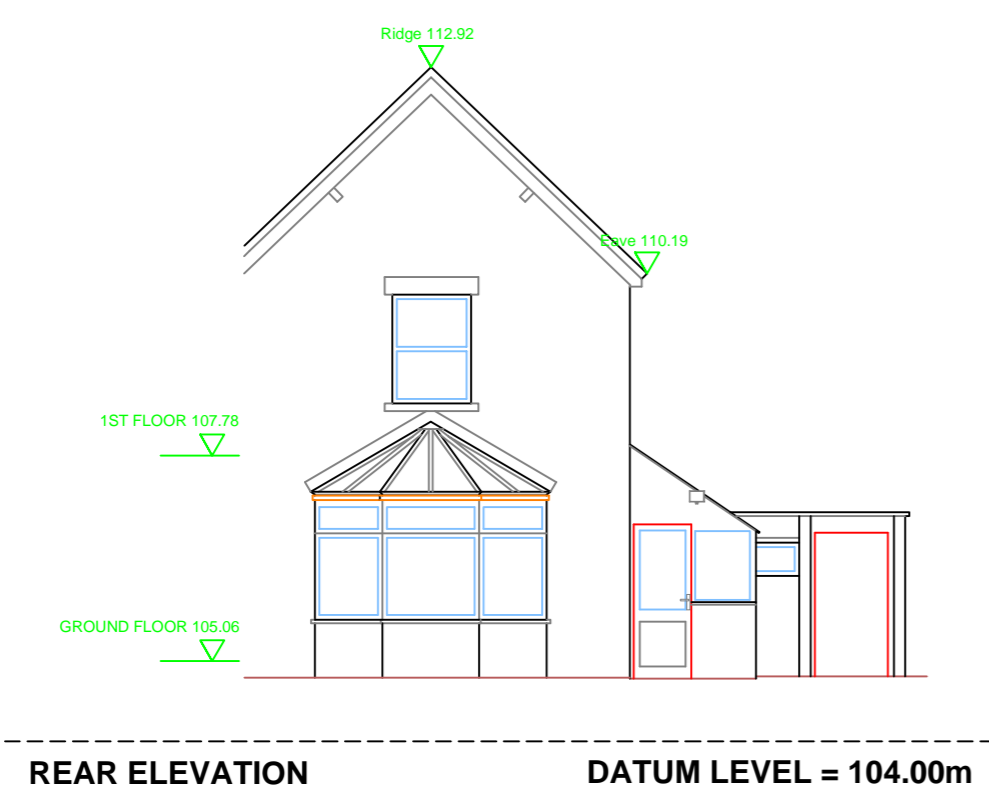 Ridge 112.92
Eave 110.19
1ST FLOOR 107.78
GROUND FLOOR 105.06
REAR ELEVATION
DATUM LEVEL = 104.00m